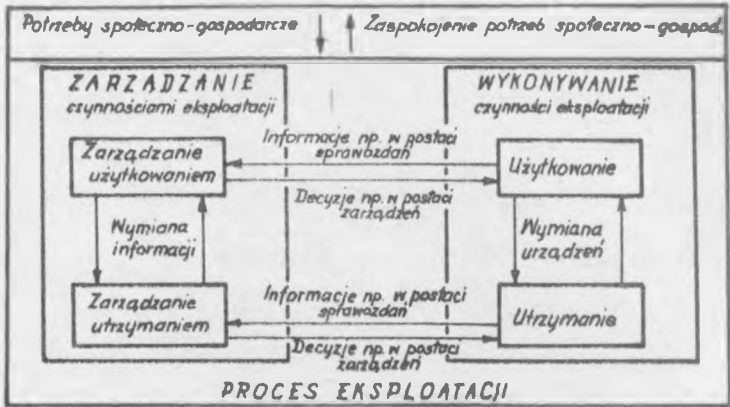 Potrzeby społeczno-gospodarcze
Zaspokojenie potrzeb społeczno-gospod.
ZARZĄDZANIE
czynnościami eksploatacji
WYKONYWANIE
czynności eksploatacji
Zarządzanie
użytkowaniem
Informacje np. w postaci
sprawozdań
Decyzje np. w postaci
zarządzeń
Użytkowanie
Wymiana
informacji
Wymiana
urządzeń
Zarządzanie
utrzymaniem
Informacje np. w postaci
sprawozdań
Decyzje np. w postaci
zarządzeń
Utrzymanie
PROCES EKSPLOATACJI